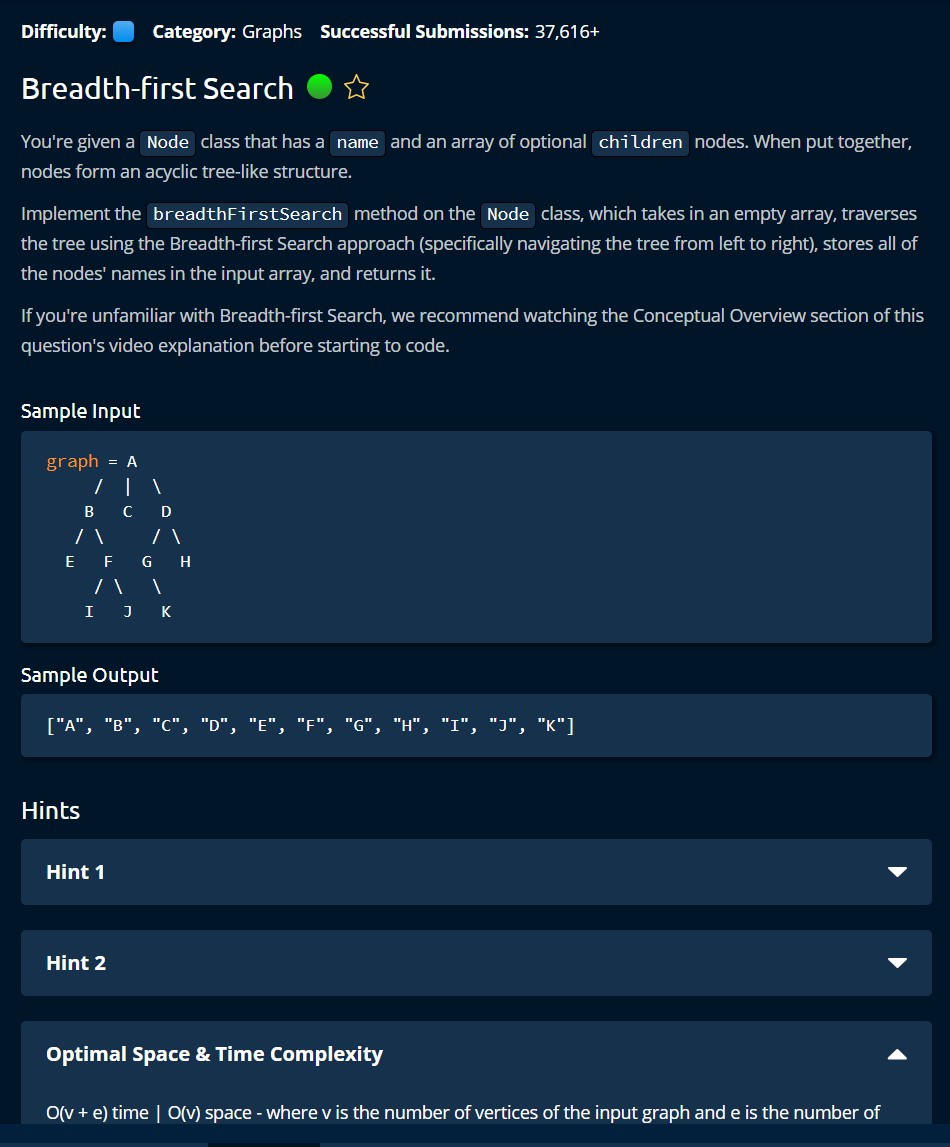 Difficulty: Category: Graphs Successful Submissions: 37,616+
Breadth-first Search
You're given a Node class that has a name and an array of optional children nodes. When put together,
nodes form an acyclic tree-like structure.
Implement the breadthFirstSearch method on the Node class, which takes in an empty array, traverses
the tree using the Breadth-first Search approach (specifically navigating the tree from left to right), stores all of
the nodes' names in the input array, and returns it.
If you're unfamiliar with Breadth-first Search, we recommend watching the Conceptual Overview section of this
question's video explanation before starting to code.
Sample Input
graph = A
/ | \
B C D
/ \ / \
E F G H
/ \ \
I J K
Sample Output
["A", "B", "C", "D", "E", "F", "G", "H", "I", "J", "K"]
Hints
Hint 1
Hint 2
Optimal Space & Time Complexity
O(v + e) time | O(v) space - where v is the number of vertices of the input graph and e is the number of